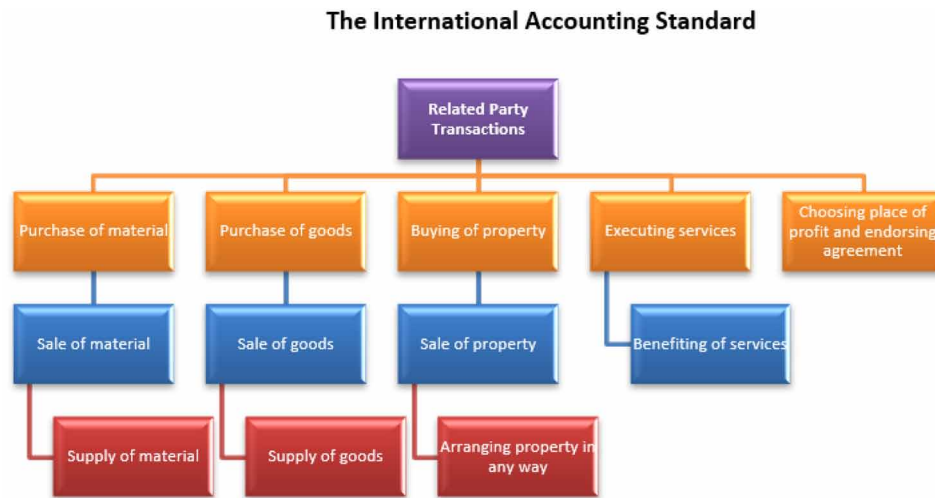 The International Accounting Standard
Related Party
Transactions
Purchase of material
Purchase of goods
Buying of property
Executing services
Choosing place of
profit and endorsing
agreement
Sale of material
Sale of goods
Sale of property
Benefiting of services
Supply of material
Supply of goods
Arranging property in
any way